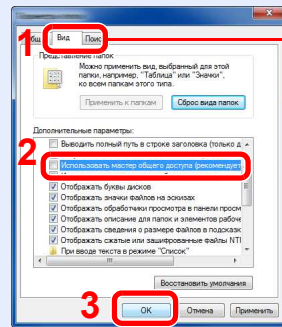 1
Вид
Поис
Представление папок
Можно применить вид, выбранный для этой
папки, например, "Таблица" или "Значки",
ко всем папкам этого типа.
Применить к папкам
Сброс вида папок
Дополнительные параметры:
Выводить полный путь в строке заголовка (только д
2
Использовать мастер общего доступа (рекомендует
Отображать буквы дисков
Отображать значки файлов на эскизах
Отображать обработчики просмотра в панели просм
Отображать описание для папок и элементов рабоче
Отображать сведения о размере файлов в подсказк
Отображать сжатые или зашифрованные файлы NTI
При вводе текста в режиме "Список"
Восстановить умолчания
3
ОК
Отмена
Применить